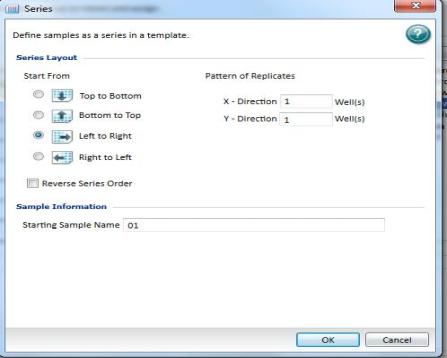 Series
Define samples as a series in a template.
Series Layout
Start From
Pattern of Replicates
Top to Bottom
X - Direction 1 Well(s)
Bottom to Top
Y - Direction 1 Well(s)
Left to Right
Right to Left
Reverse Series Order
Sample Information
Starting Sample Name 01
OK Cancel